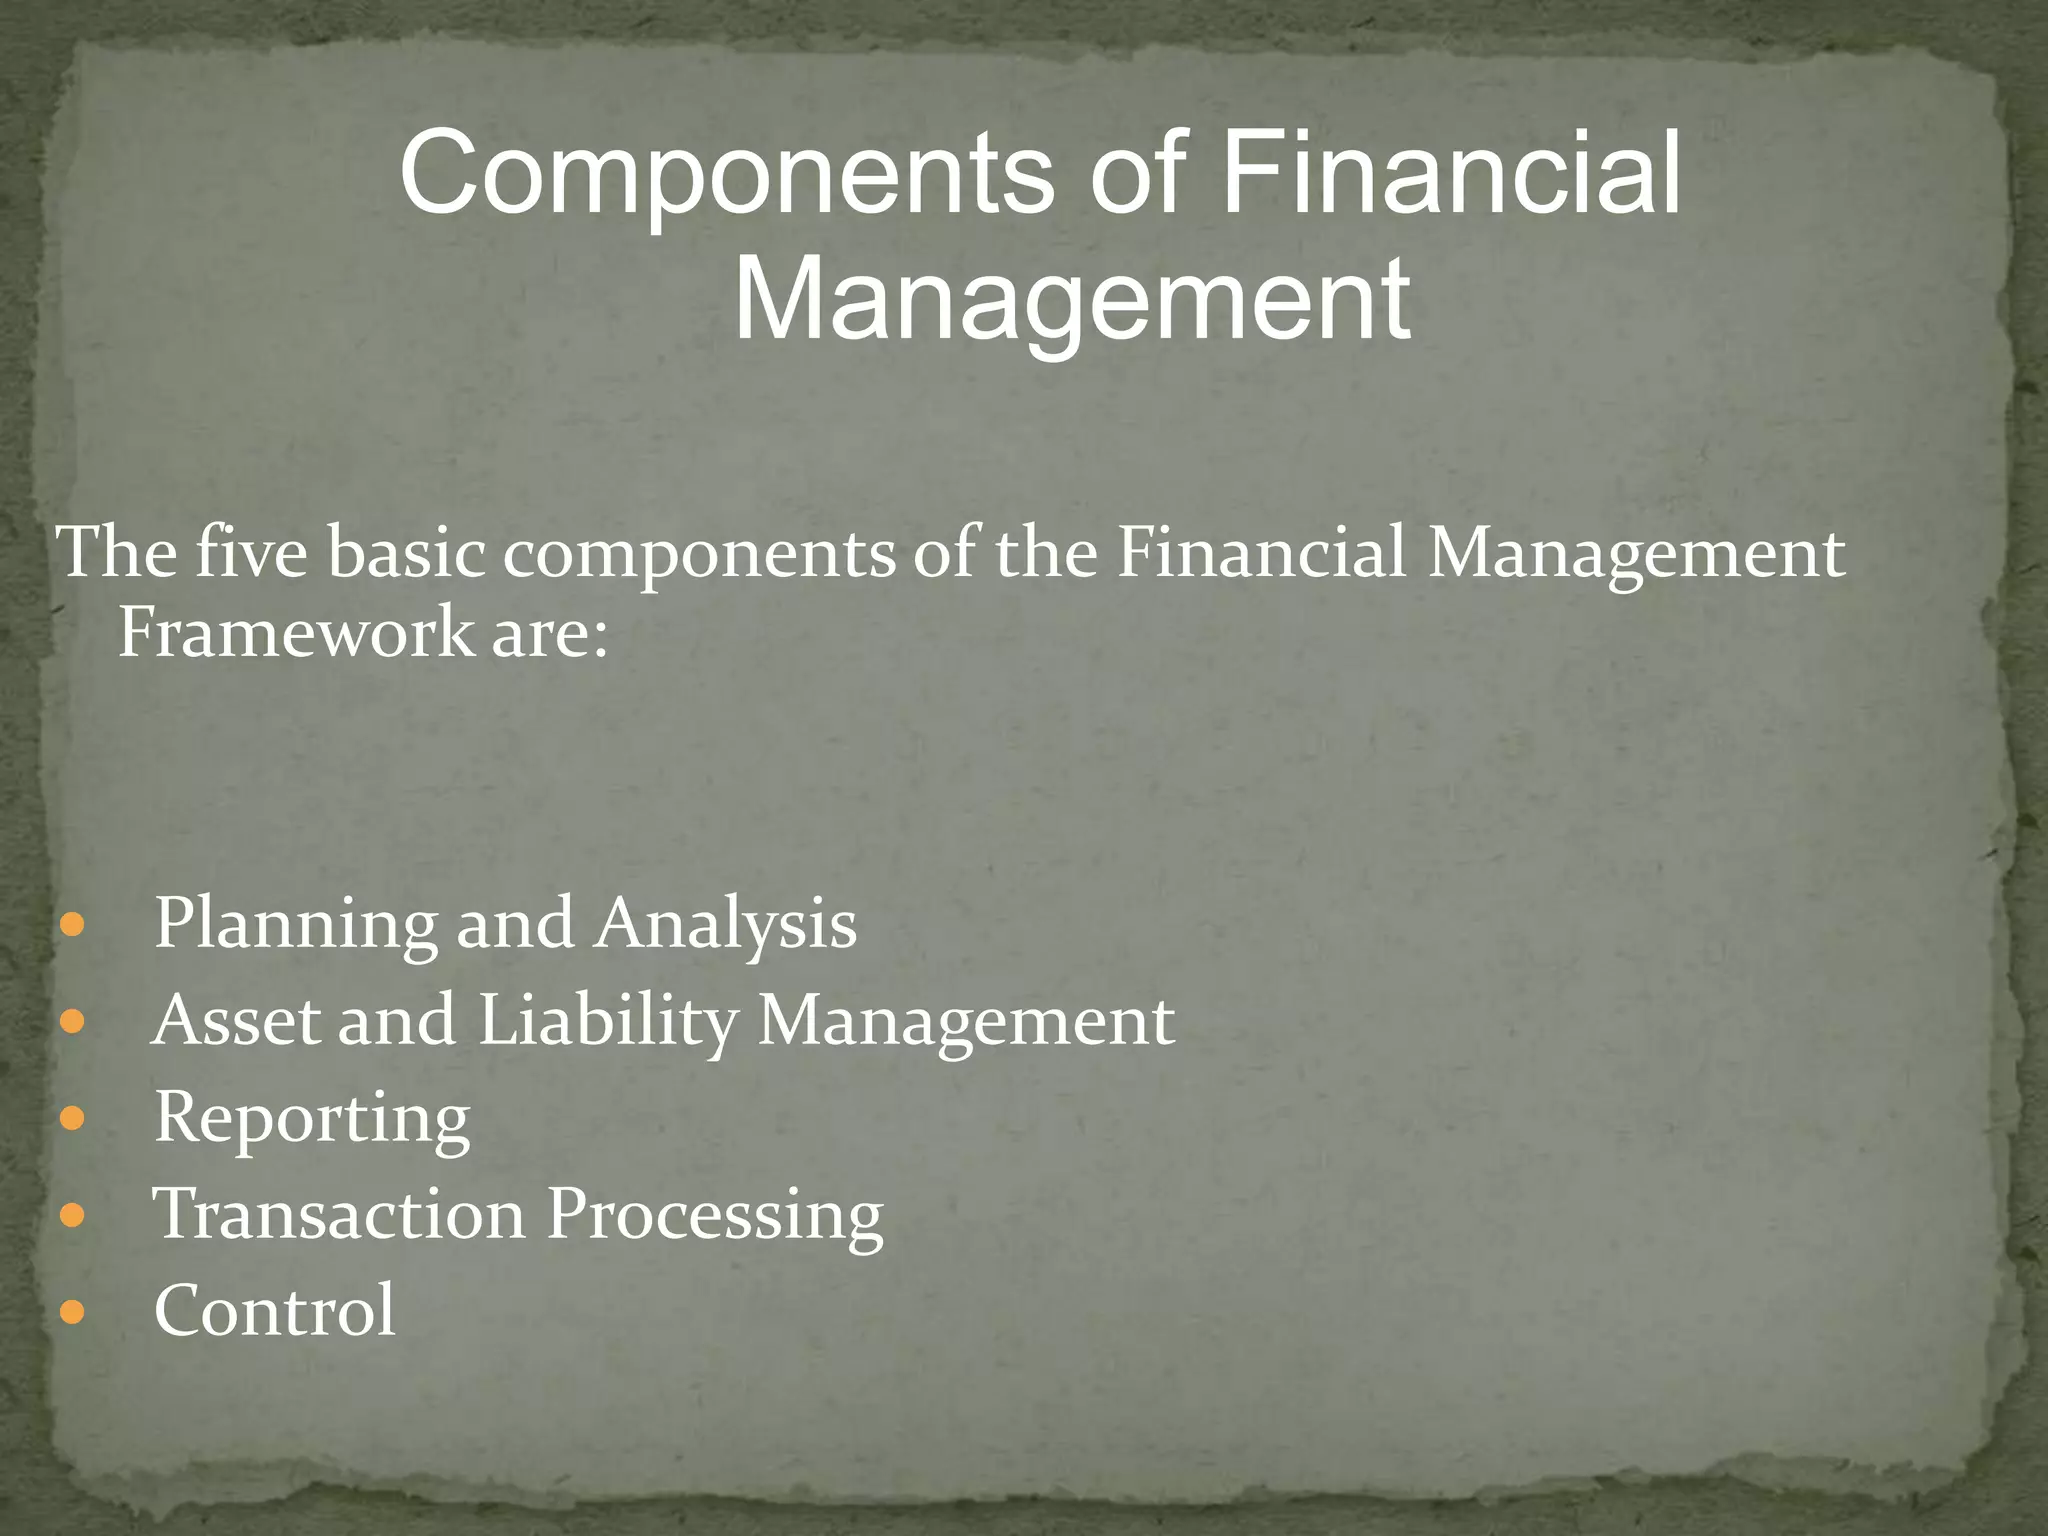 Components of Financial
Management
The five basic components of the Financial Management
Framework are:
• Planning and Analysis
• Asset and Liability Management
• Reporting
• Transaction Processing
• Control